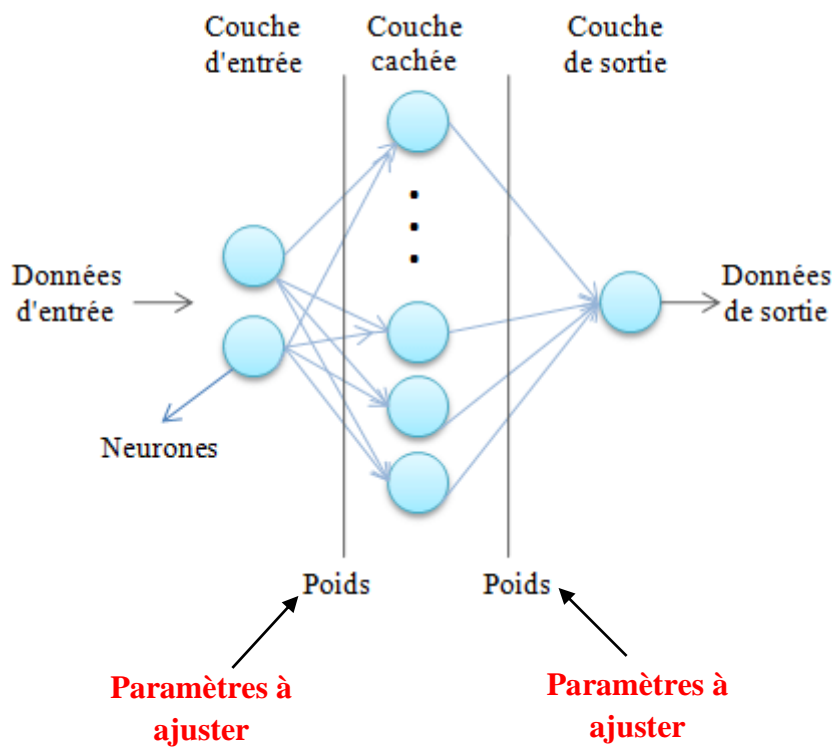 Couche
d'entrée
Couche
cachée
Couche
de sortie
Données
d'entrée
Données
de sortie
Neurones
Poids
Poids
Paramètres à
ajuster
Paramètres à
ajuster